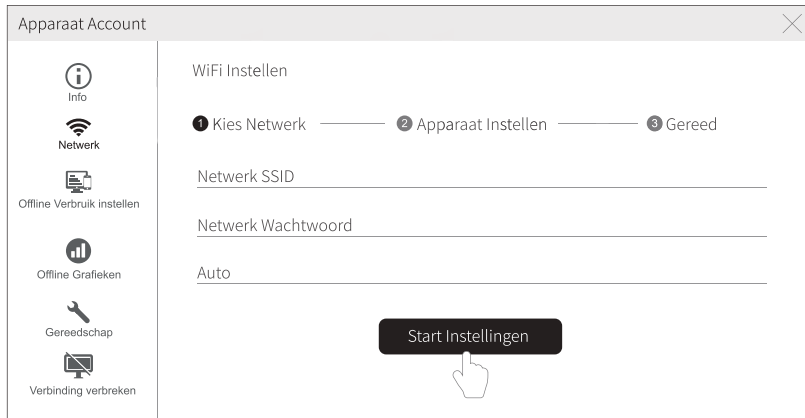 Apparaat Account
Info
Netwerk
Offline Verbruik instellen
Offline Grafieken
Gereedschap
Verbinding verbreken
WiFi Instellen
1 Kies Netwerk
2 Apparaat Instellen
3 Gereed
Netwerk SSID
Netwerk Wachtwoord
Auto
Start Instellingen